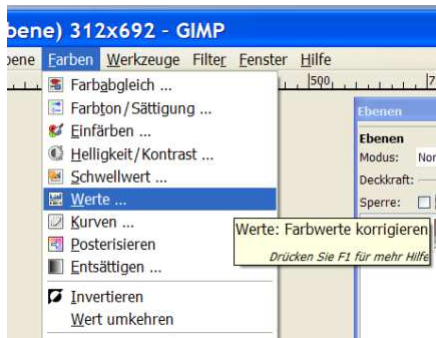 bene) 312x692 - GIMP
bene Farben Werkzeuge Filter Fenster Hilfe
500
Farbabgleich ...
Farbton/Sättigung ...
Einfärben ...
Helligkeit/Kontrast ...
Schwellwert ...
Werte ...
Kurven ...
Posterisieren
Entsättigen ...
Invertieren
Wert umkehren
Ebenen
Ebenen
Modus: Nor
Deckkraft:
Sperre:
Werte: Farbwerte korrigieren
Drücken Sie F1 für mehr Hilfe